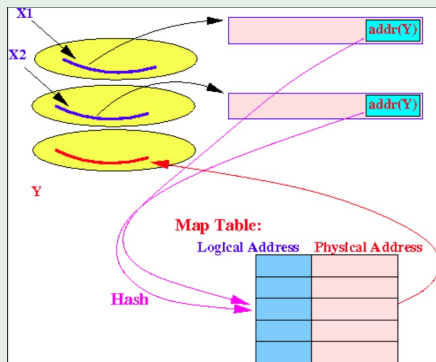 X1
addr(Y)
X2
addr(Y)
Y
Map Table:
Logical Address Physical Address
Hash